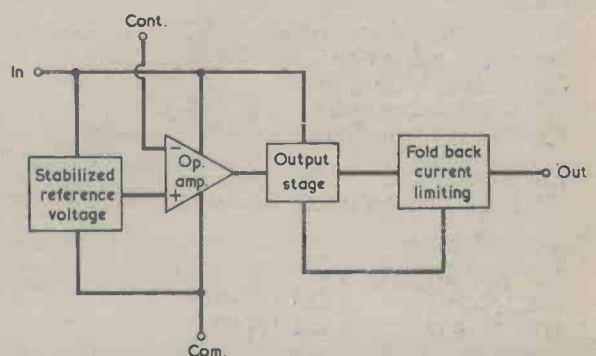 Cont.
In
Stabilized
reference
voltage
−
Op.
amp.
+
Output
stage
Fold back
current
limiting
Out
Com.